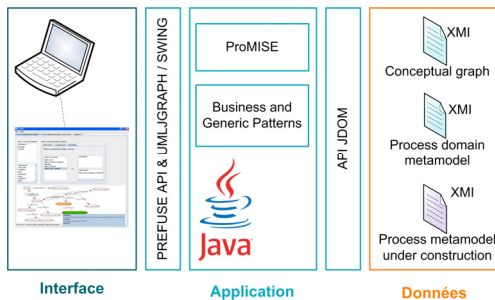 PREFUSE API & UMLJGRAPH / SWING
ProMISE
Business and
Generic Patterns
Java
API JDOM
XMI
Conceptual graph
XMI
Process domain
metamodel
XMI
Process metamodel
under construction
Interface
Application
Données